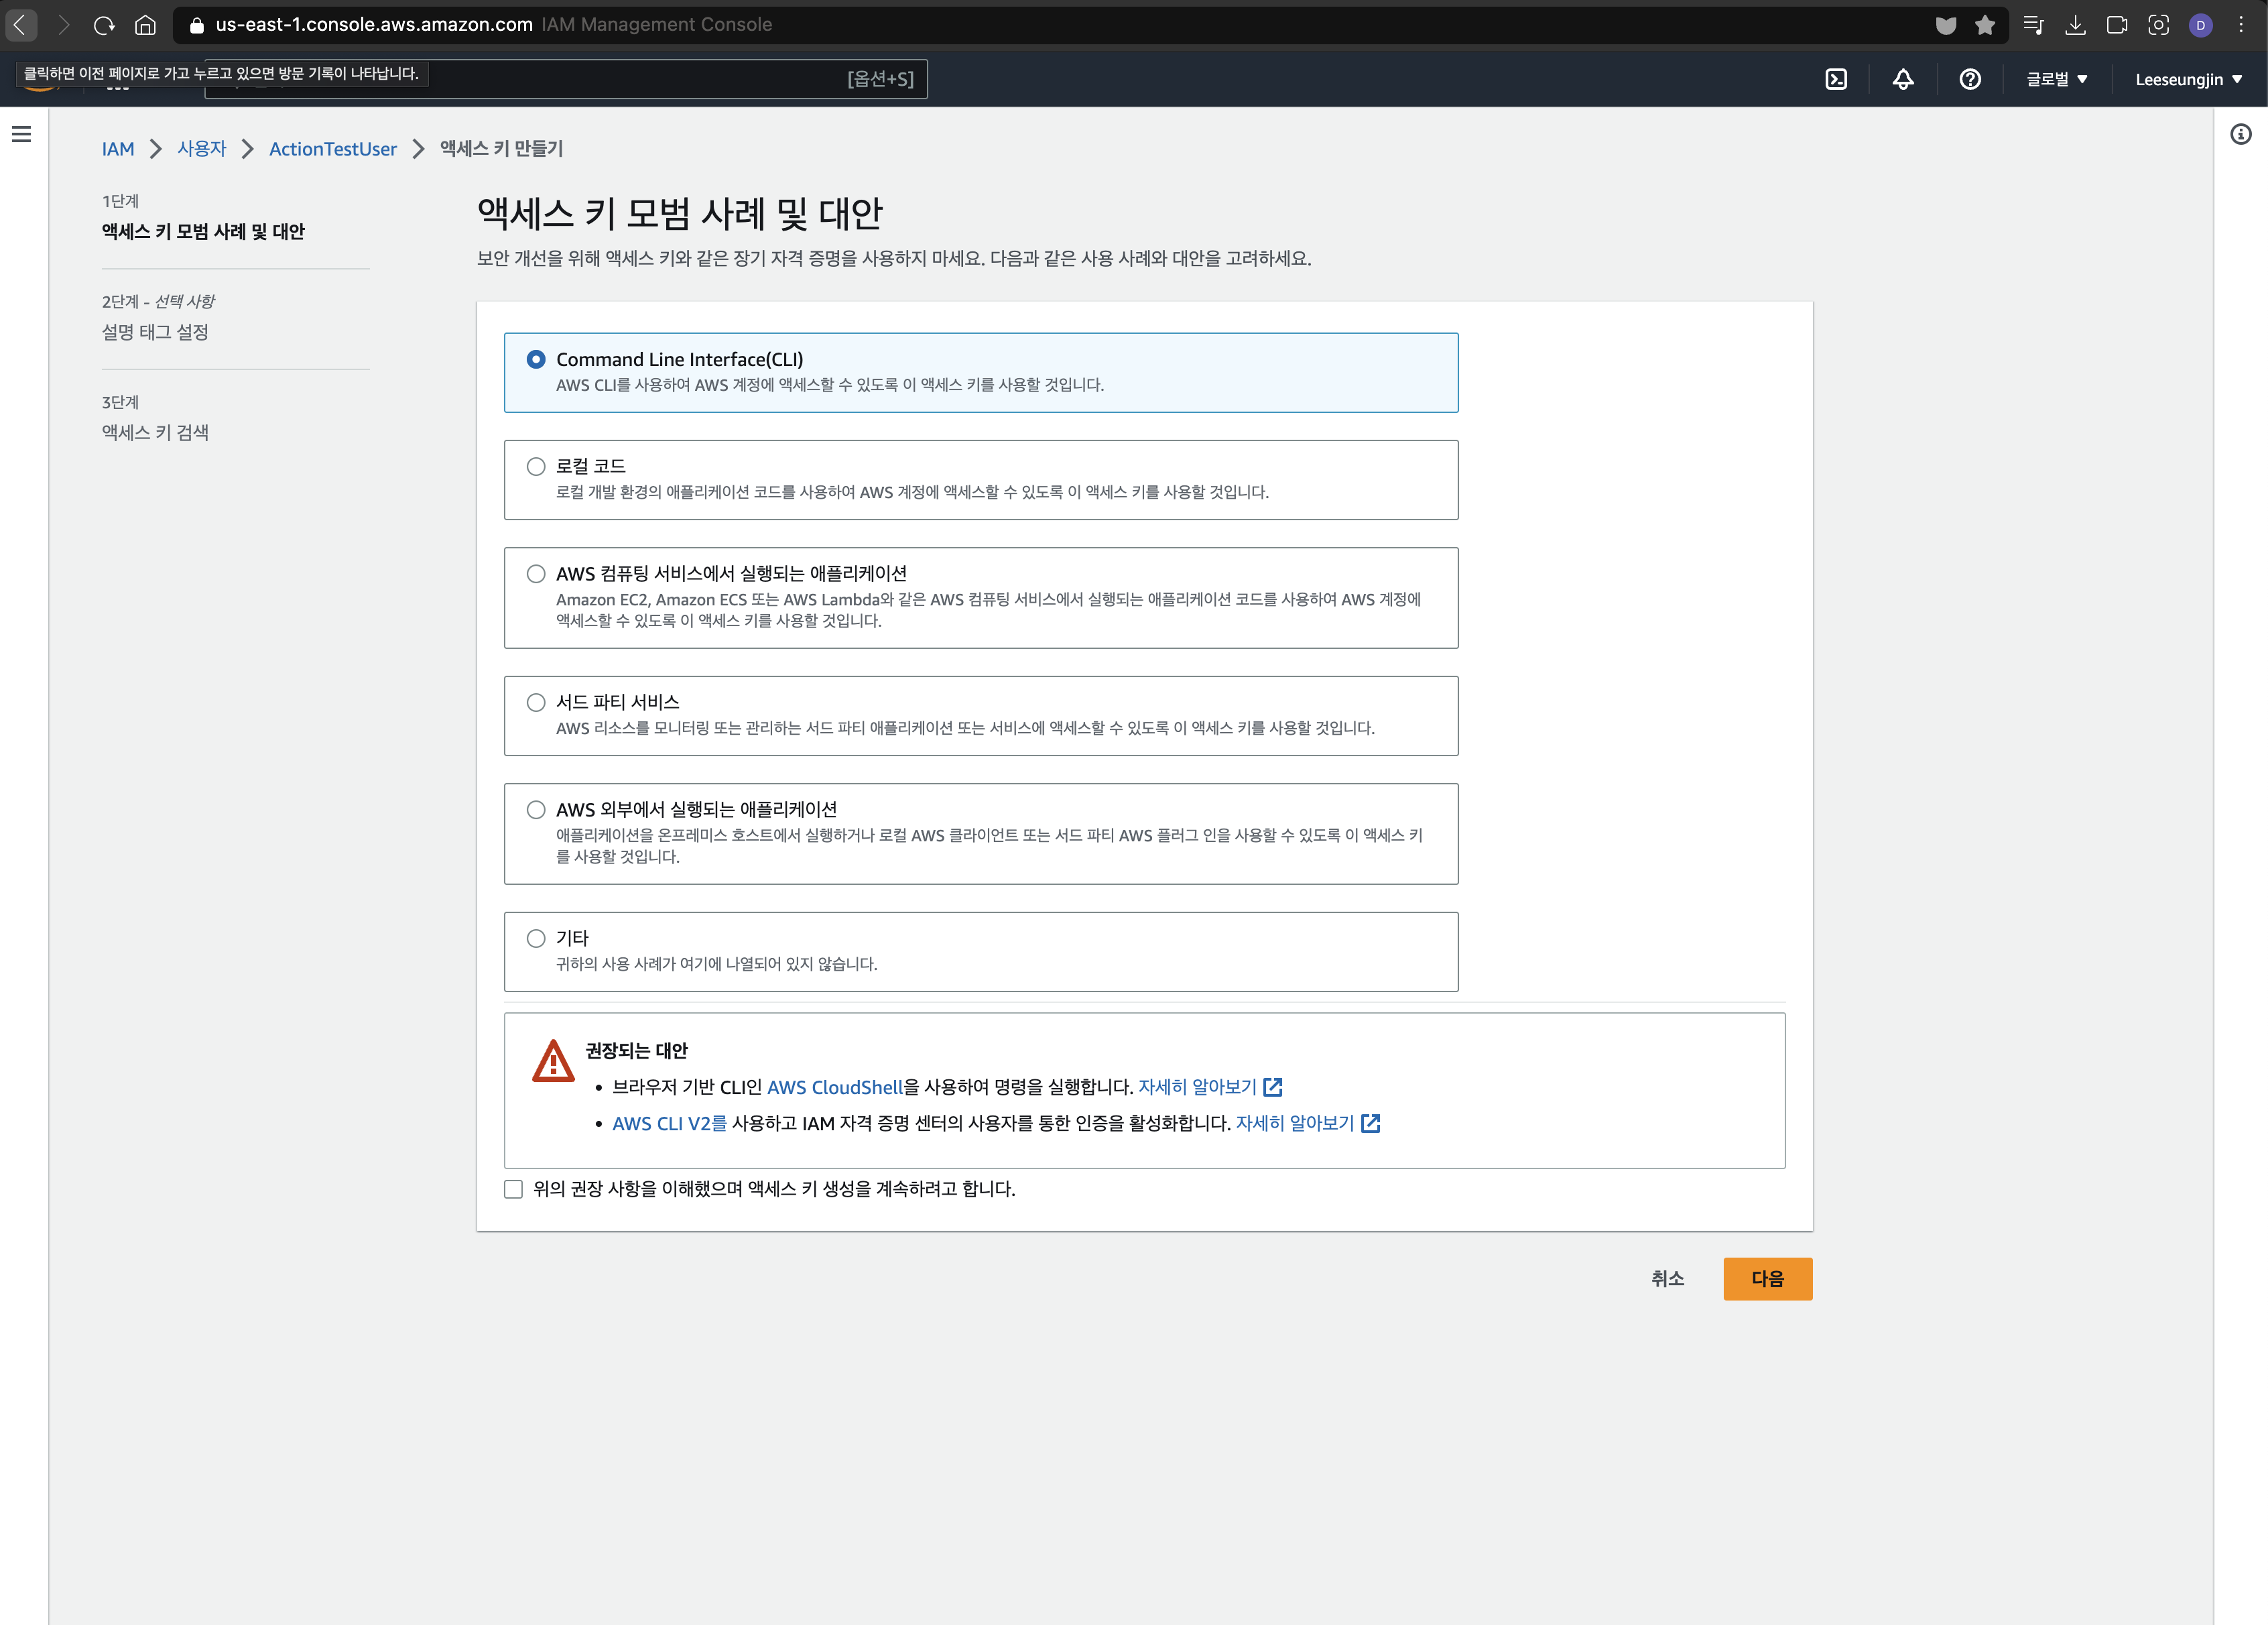 us-east-1.console.aws.amazon.com IAM Management Console
D
클릭하면 이전 페이지로 가고 누르고 있으면 방문 기록이 나타납니다.
[옵션+S]
글로벌
Leeseungjin
IAM
사용자
ActionTestUser
액세스 키 만들기
1단계
액세스 키 모범 사례 및 대안
2단계 - 선택 사항
설명 태그 설정
3단계
액세스 키 검색
액세스 키 모범 사례 및 대안
보안 개선을 위해 액세스 키와 같은 장기 자격 증명을 사용하지 마세요. 다음과 같은 사용 사례와 대안을 고려하세요.
Command Line Interface(CLI)
AWS CLI를 사용하여 AWS 계정에 액세스할 수 있도록 이 액세스 키를 사용할 것입니다.
로컬 코드
로컬 개발 환경의 애플리케이션 코드를 사용하여 AWS 계정에 액세스할 수 있도록 이 액세스 키를 사용할 것입니다.
AWS 컴퓨팅 서비스에서 실행되는 애플리케이션
Amazon EC2, Amazon ECS 또는 AWS Lambda와 같은 AWS 컴퓨팅 서비스에서 실행되는 애플리케이션 코드를 사용하여 AWS 계정에
액세스할 수 있도록 이 액세스 키를 사용할 것입니다.
서드 파티 서비스
AWS 리소스를 모니터링 또는 관리하는 서드 파티 애플리케이션 또는 서비스에 액세스할 수 있도록 이 액세스 키를 사용할 것입니다.
AWS 외부에서 실행되는 애플리케이션
애플리케이션을 온프레미스 호스트에서 실행하거나 로컬 AWS 클라이언트 또는 서드 파티 AWS 플러그 인을 사용할 수 있도록 이 액세스 키
를 사용할 것입니다.
기타
귀하의 사용 사례가 여기에 나열되어 있지 않습니다.
권장되는 대안
브라우저 기반 CLI인 AWS CloudShell을 사용하여 명령을 실행합니다. 자세히 알아보기
AWS CLI V2를 사용하고 IAM 자격 증명 센터의 사용자를 통한 인증을 활성화합니다. 자세히 알아보기
위의 권장 사항을 이해했으며 액세스 키 생성을 계속하려고 합니다.
취소
다음